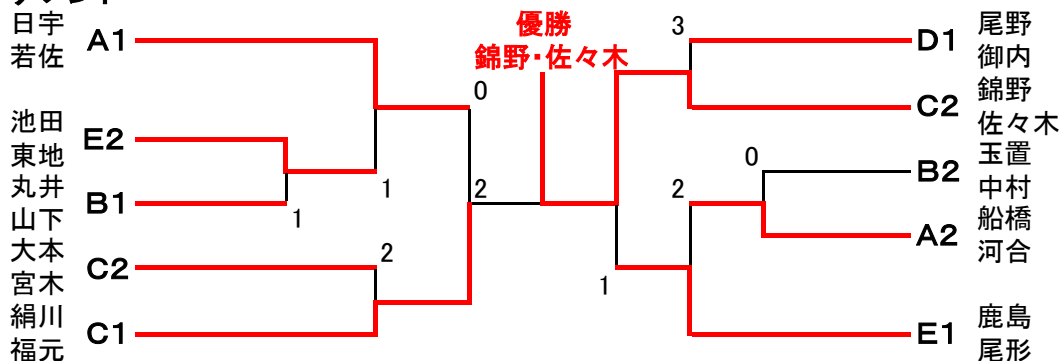 日宇
若佐
A1
池田
東地
E2
丸井
山下
B1
大本
宮木
C2
絹川
福元
C1
0
1
1
2
2
優勝
錦野・佐々木
3
0
2
1
D1
尾野
御内
C2
錦野
佐々木
B2
玉置
中村
A2
船橋
河合
E1
鹿島
尾形